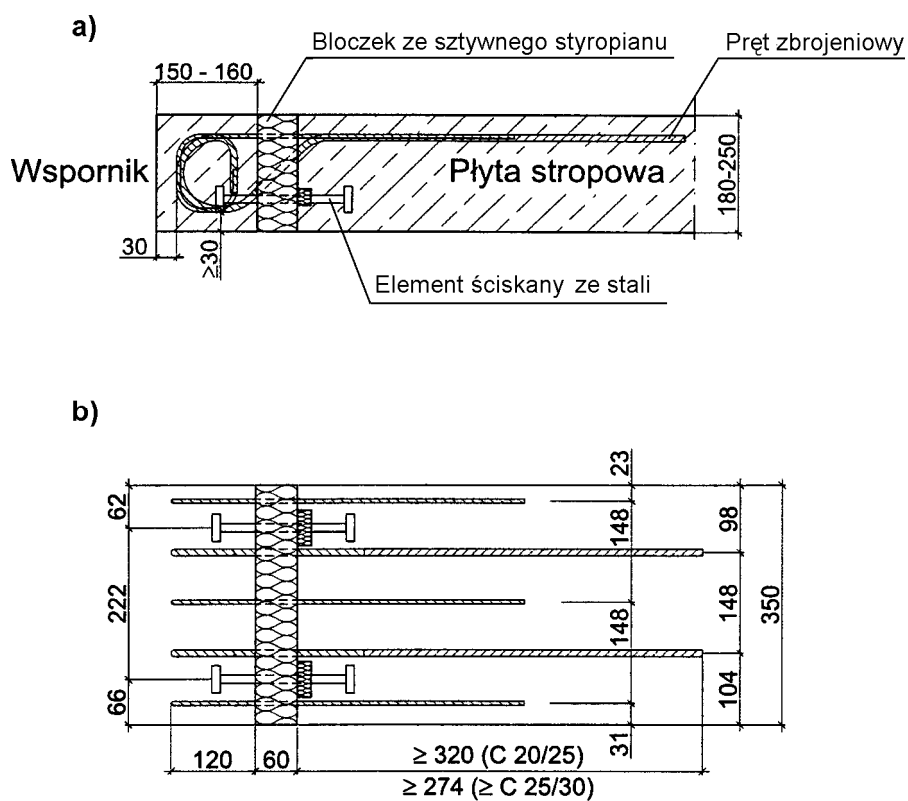 a)
Bloczek ze sztywnego styropianu
Pręt zbrojeniowy
150 - 160
Wspornik
Płyta stropowa
180-250
30
≥30
Element ściskany ze stali
b)
23
62
148
98
222
148
148
350
66
31
104
120
60
≥ 320 (C 20/25)
≥ 274 (≥ C 25/30)